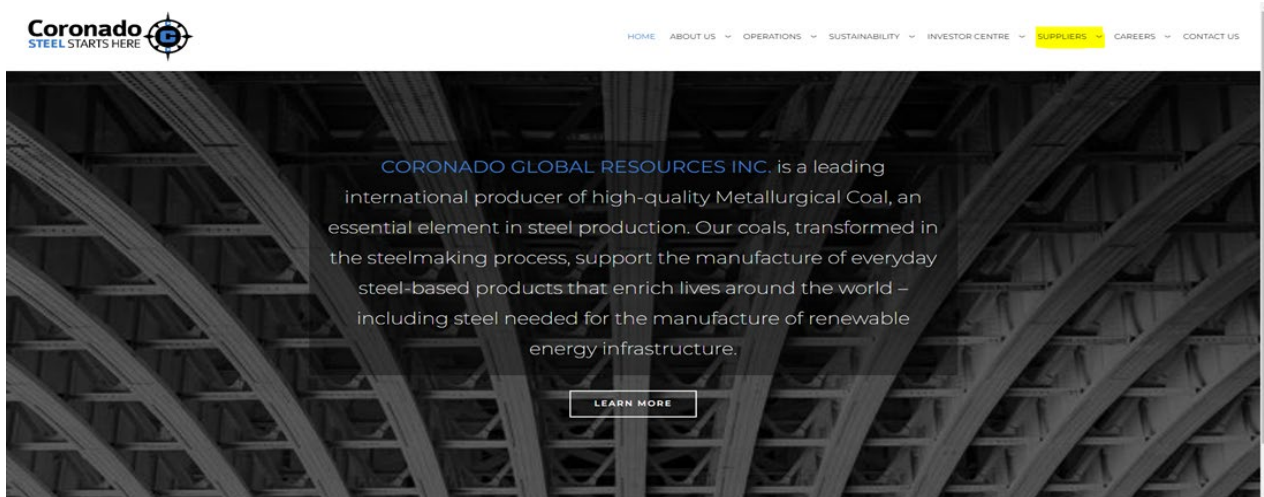 Coronado
STEEL STARTS HERE
C
HOME ABOUT US OPERATIONS SUSTAINABILITY INVESTOR CENTRE SUPPLIERS CAREERS CONTACT US
CORONADO GLOBAL RESOURCES INC. is a leading
international producer of high-quality Metallurgical Coal, an
essential element in steel production. Our coals, transformed in
the steelmaking process, support the manufacture of everyday
steel-based products that enrich lives around the world –
including steel needed for the manufacture of renewable
energy infrastructure.
LEARN MORE